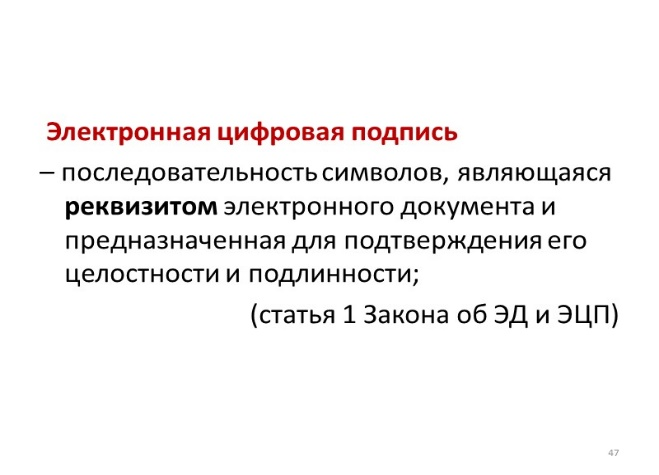 Электронная цифровая подпись
– последовательность символов, являющаяся
реквизитом электронного документа и
предназначенная для подтверждения его
целостности и подлинности;
(статья 1 Закона об ЭД и ЭЦП)
47